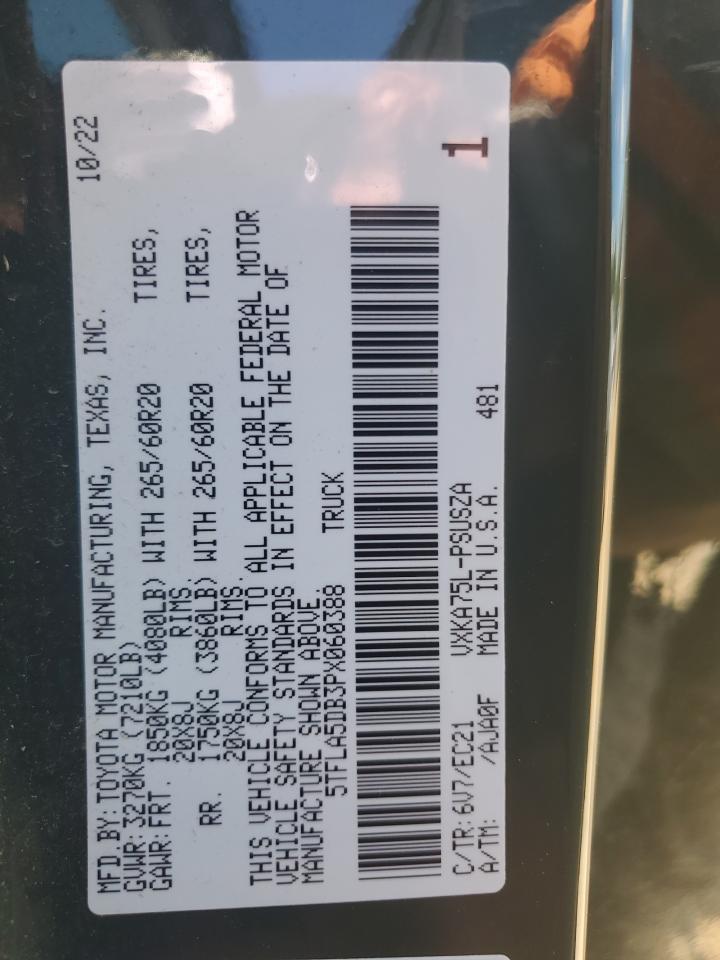 MFD.BY:TOYOTA MOTOR MANUFACTURING, TEXAS, INC. 10/22
GVWR: 3270KG (7210LB)
GAWR: FRT. 1850KG (4080LB) WITH 265/60R20 TIRES,
20X8J RIMS.
RR. 1750KG (3860LB) WITH 265/60R20 TIRES,
20X8J RIMS.
THIS VEHICLE CONFORMS TO ALL APPLICABLE FEDERAL MOTOR
VEHICLE SAFETY STANDARDS IN EFFECT ON THE DATE OF
MANUFACTURE SHOWN ABOVE.
5TFLA5DB3PX060388 TRUCK
1
C/TR: 6V7/EC21 VXKA75L-PSUSZA
A/TM: /AJA0F MADE IN U.S.A. 481